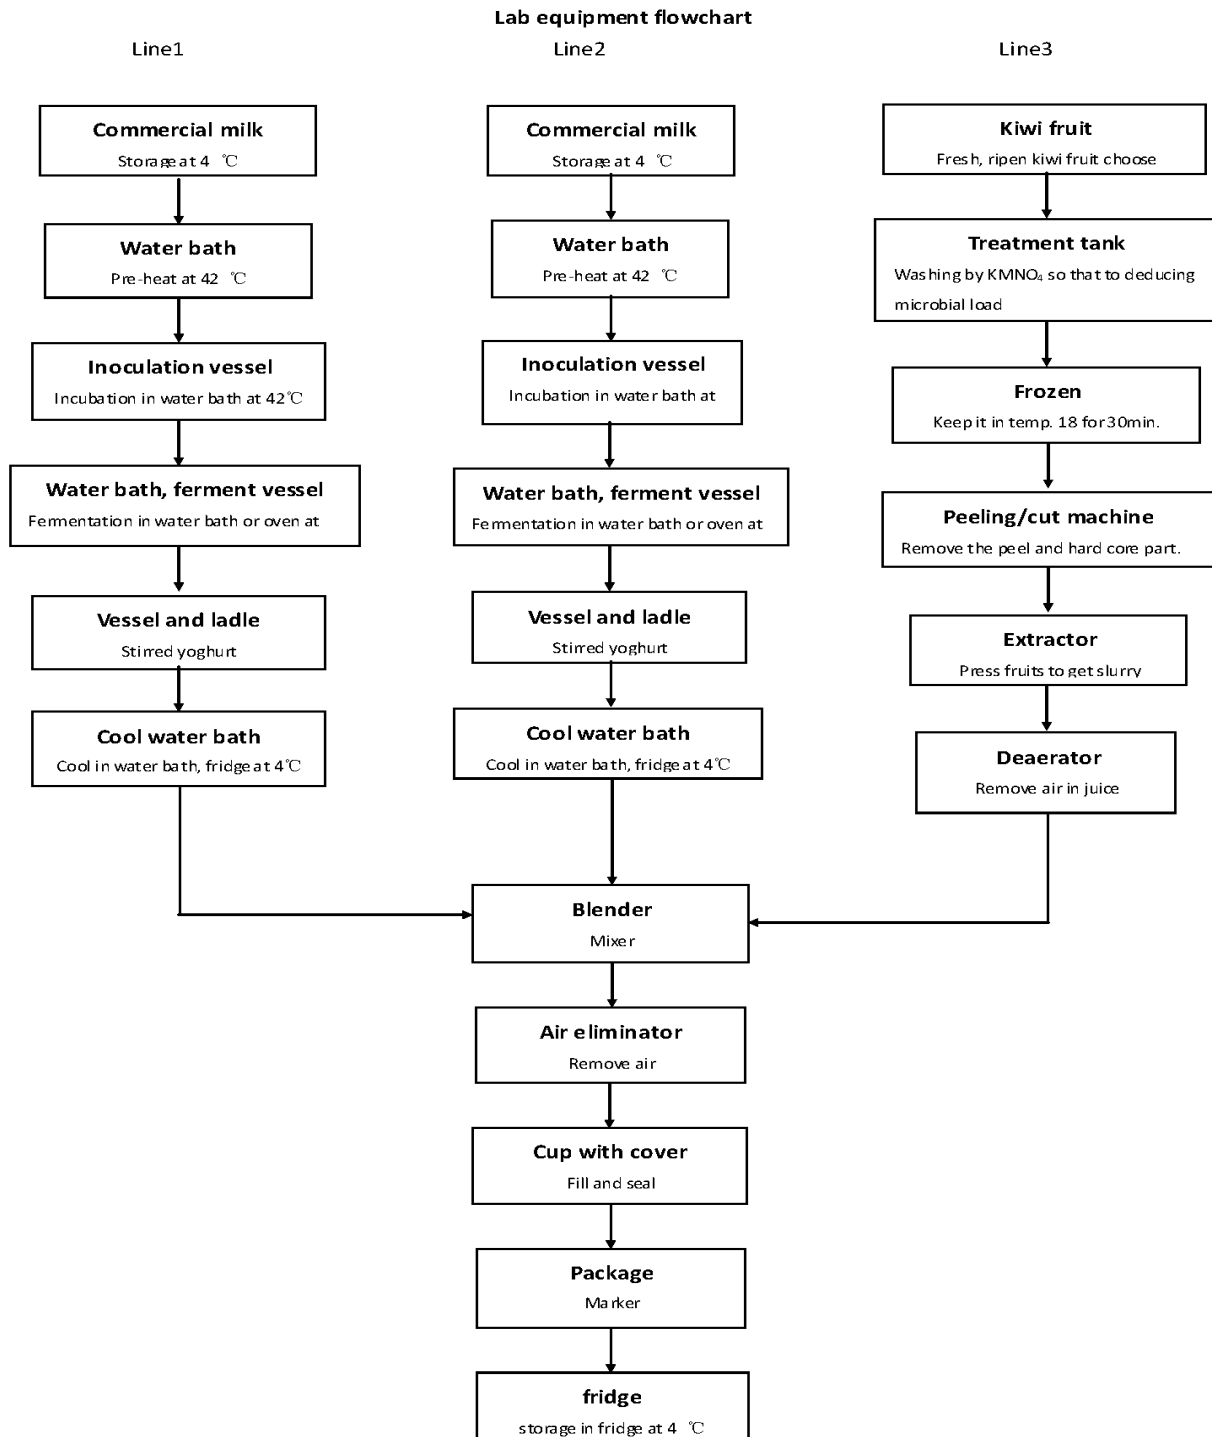 Lab equipment flowchart
Line1
Line2
Line3
Commercial milk
Storage at 4 ℃
Water bath
Pre-heat at 42 ℃
Inoculation vessel
Incubation in water bath at 42℃
Water bath, ferment vessel
Fermentation in water bath or oven at
Vessel and ladle
Stirred yoghurt
Cool water bath
Cool in water bath, fridge at 4℃
Commercial milk
Storage at 4 ℃
Water bath
Pre-heat at 42 ℃
Inoculation vessel
Incubation in water bath at
Water bath, ferment vessel
Fermentation in water bath or oven at
Vessel and ladle
Stirred yoghurt
Cool water bath
Cool in water bath, fridge at 4℃
Kiwi fruit
Fresh, ripen kiwi fruit choose
Treatment tank
Washing by KMNO₄ so that to deducing
microbial load
Frozen
Keep it in temp. 18 for 30min.
Peeling/cut machine
Remove the peel and hard core part.
Extractor
Press fruits to get slurry
Deaerator
Remove air in juice
Blender
Mixer
Air eliminator
Remove air
Cup with cover
Fill and seal
Package
Marker
fridge
storage in fridge at 4 ℃